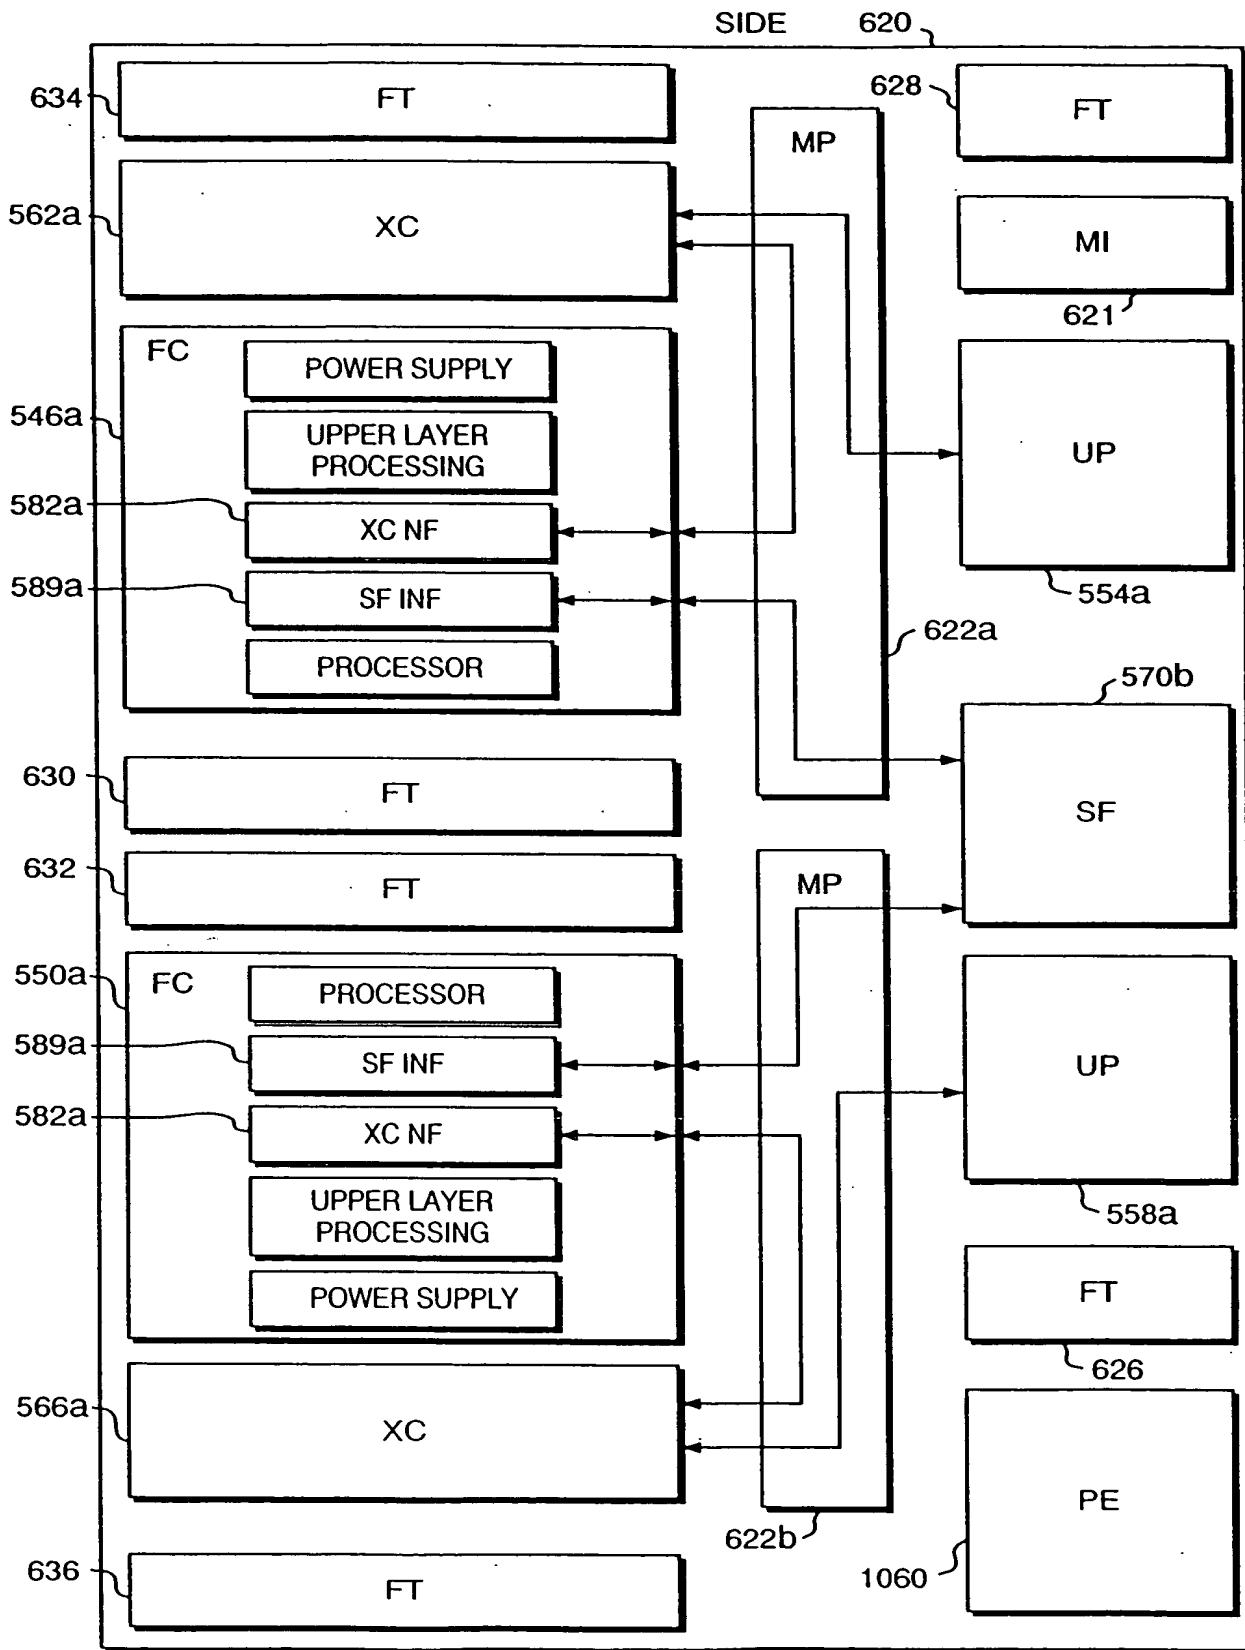 SIDE 620
634
FT
628
FT
MP
562a
XC
MI
621
FC
POWER SUPPLY
546a
UPPER LAYER
PROCESSING
UP
582a
XC NF
589a
SF INF
554a
622a
PROCESSOR
570b
630
FT
SF
632
FT
MP
550a
FC
PROCESSOR
589a
SF INF
UP
582a
XC NF
UPPER LAYER
PROCESSING
558a
POWER SUPPLY
FT
626
566a
XC
PE
622b
636
FT
1060